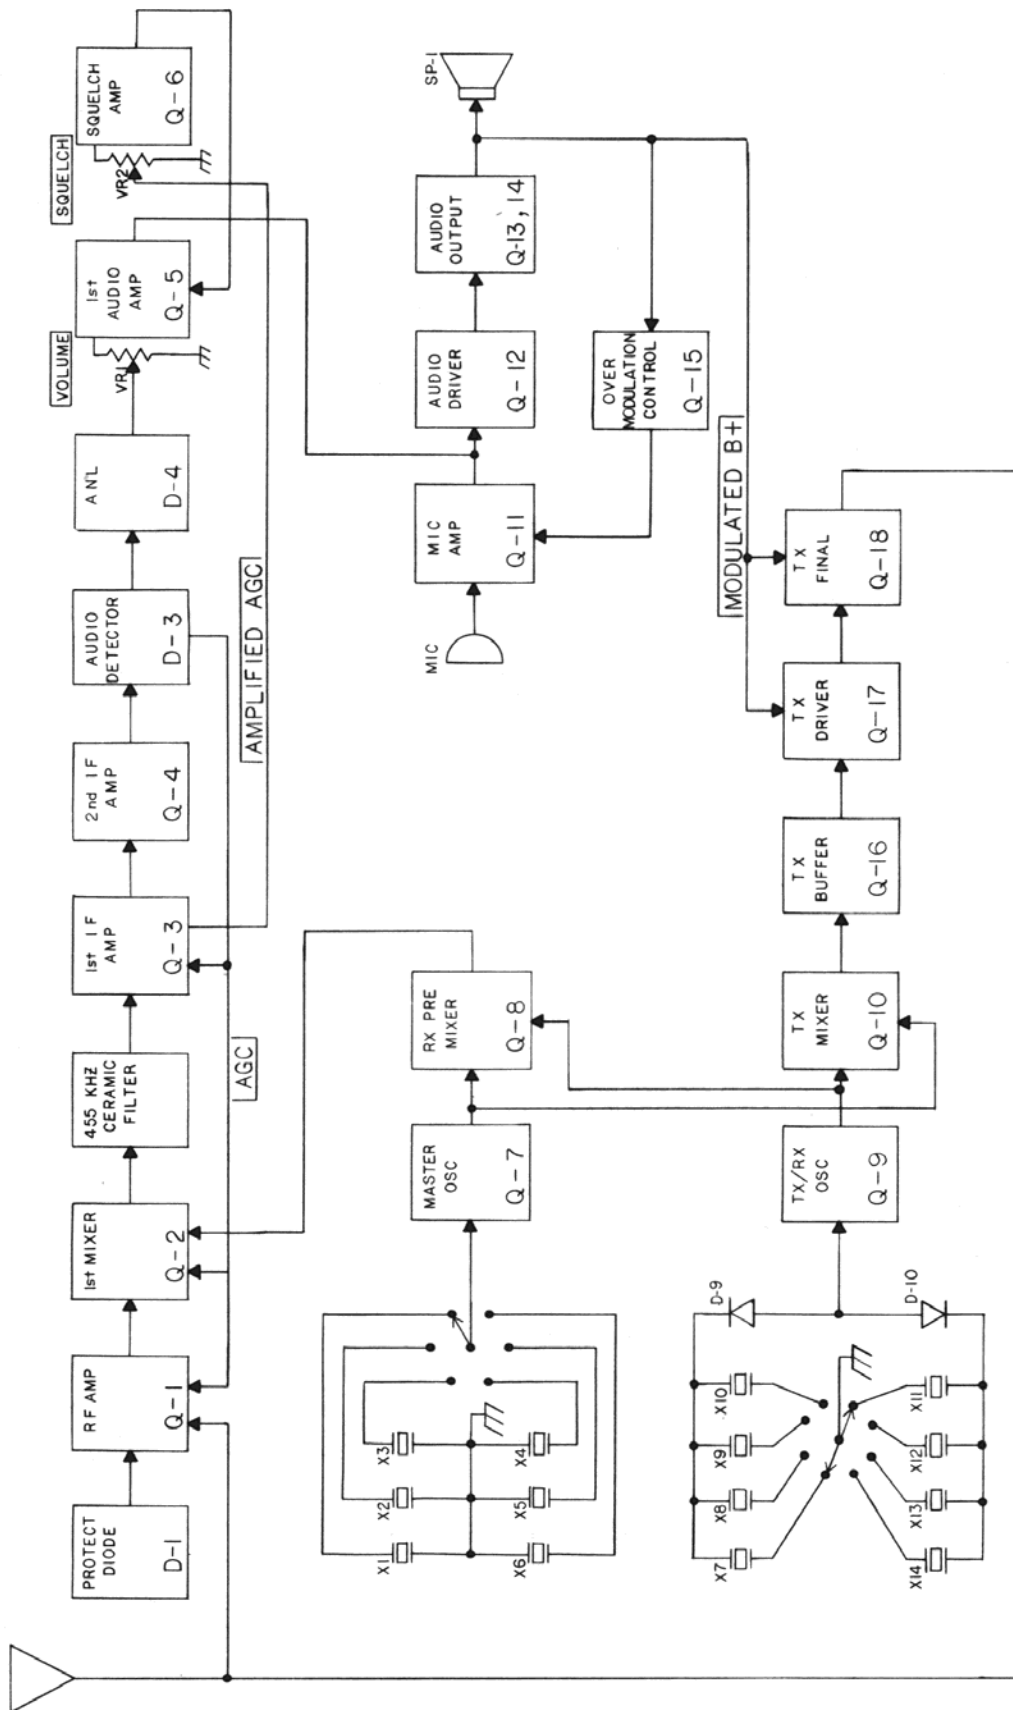 PROTECT
DIODE
D-1
RF AMP
Q-1
1st MIXER
Q-2
455 KHZ
CERAMIC
FILTER
1st IF
AMP
Q-3
2nd IF
AMP
Q-4
AUDIO
DETECTOR
D-3
ANL
D-4
VOLUME
VR1
1st
AUDIO
AMP
Q-5
SQUELCH
VR2
SQUELCH
AMP
Q-6
AGC
AMPLIFIED AGC
X1
X2
X3
X4
X5
X6
MASTER
OSC
Q-7
RX PRE
MIXER
Q-8
MIC
MIC
AMP
Q-11
AUDIO
DRIVER
Q-12
AUDIO
OUTPUT
Q-13, 14
SP-1
OVER
MODULATION
CONTROL
Q-15
MODULATED B+
X7
X8
X9
X10
D-9
X14
X13
X12
X11
D-10
TX/RX
OSC
Q-9
TX
MIXER
Q-10
TX
BUFFER
Q-16
TX
DRIVER
Q-17
TX
FINAL
Q-18